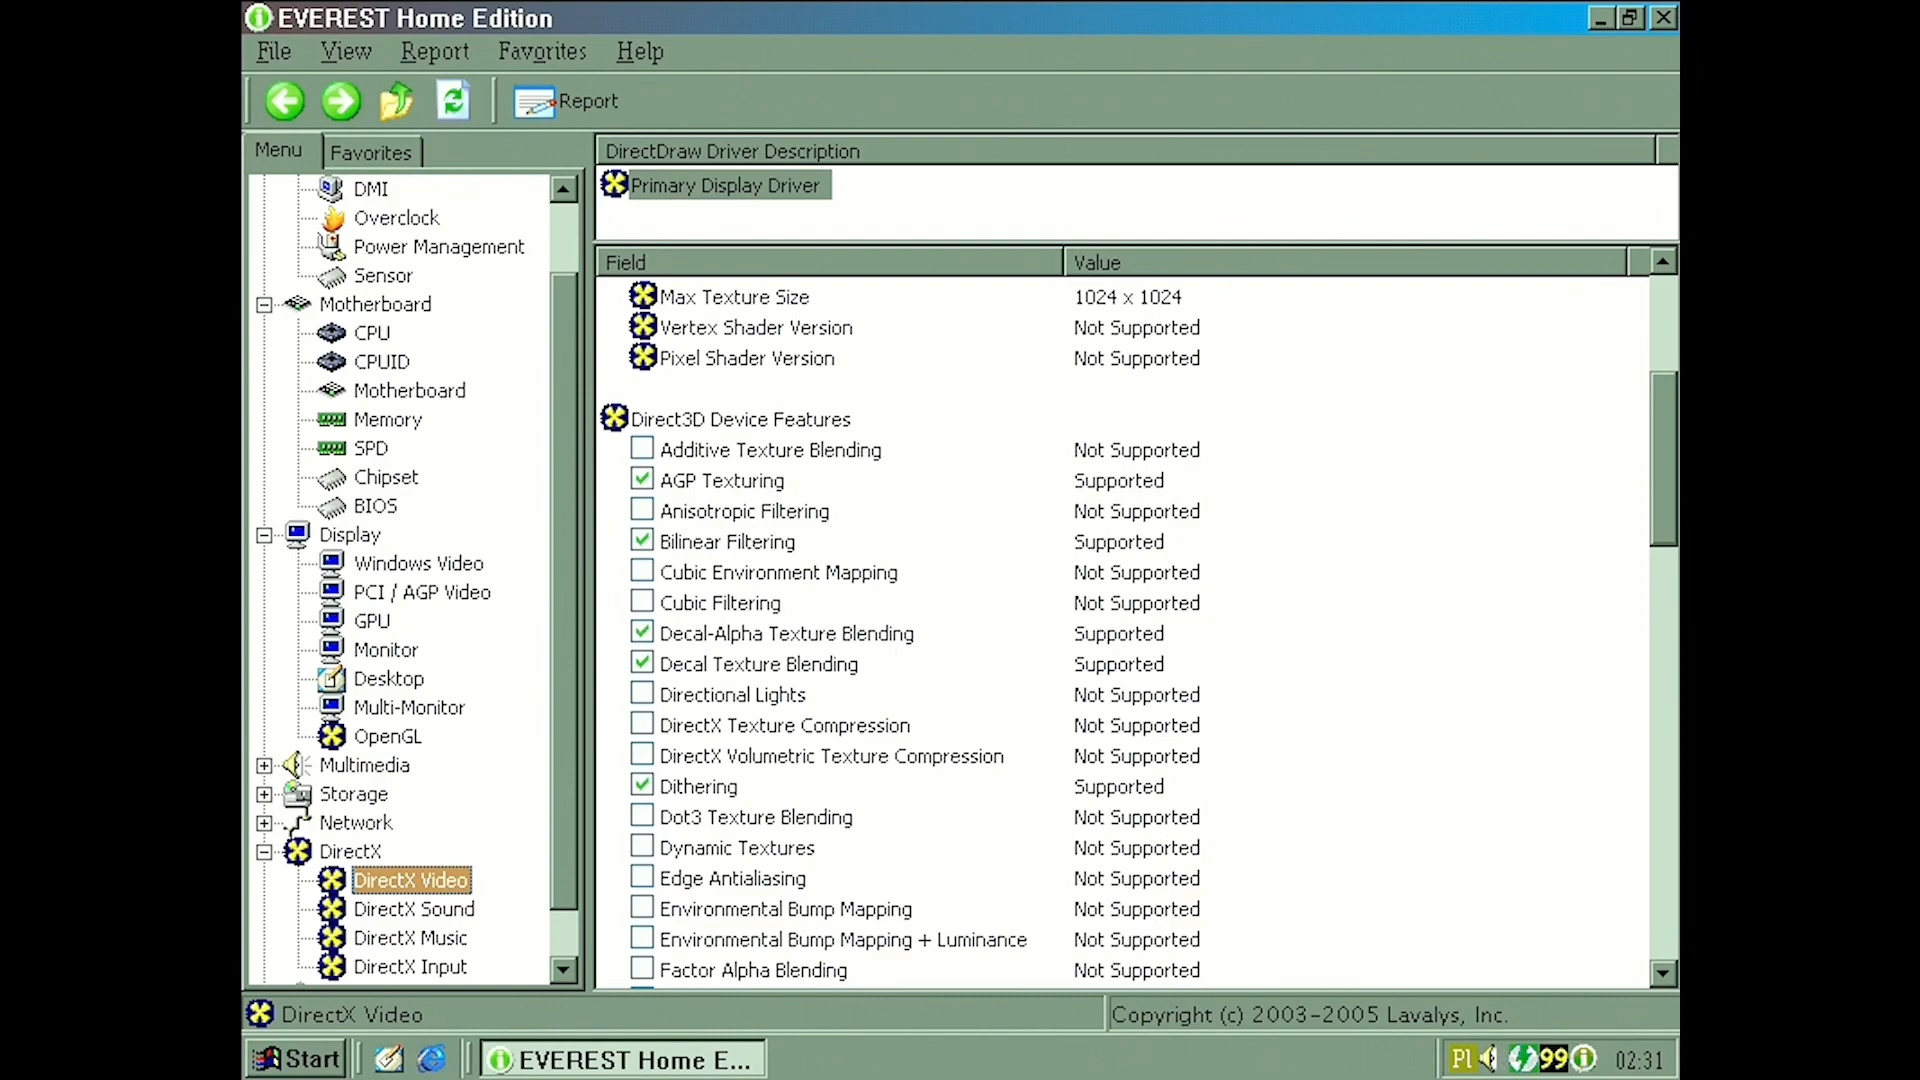 EVEREST Home Edition
File View Report Favorites Help
Report
Menu Favorites
DMI
Overclock
Power Management
Sensor
Motherboard
CPU
CPUID
Motherboard
Memory
SPD
Chipset
BIOS
Display
Windows Video
PCI / AGP Video
GPU
Monitor
Desktop
Multi-Monitor
OpenGL
Multimedia
Storage
Network
DirectX
DirectX Video
DirectX Sound
DirectX Music
DirectX Input
DirectDraw Driver Description
Primary Display Driver
Field Value
Max Texture Size 1024 x 1024
Vertex Shader Version Not Supported
Pixel Shader Version Not Supported
Direct3D Device Features
Additive Texture Blending Not Supported
AGP Texturing Supported
Anisotropic Filtering Not Supported
Bilinear Filtering Supported
Cubic Environment Mapping Not Supported
Cubic Filtering Not Supported
Decal-Alpha Texture Blending Supported
Decal Texture Blending Supported
Directional Lights Not Supported
DirectX Texture Compression Not Supported
DirectX Volumetric Texture Compression Not Supported
Dithering Supported
Dot3 Texture Blending Not Supported
Dynamic Textures Not Supported
Edge Antialiasing Not Supported
Environmental Bump Mapping Not Supported
Environmental Bump Mapping + Luminance Not Supported
Factor Alpha Blending Not Supported
DirectX Video
Copyright (c) 2003-2005 Lavalys, Inc.
Start
EVEREST Home E...
Pl 99 02:31